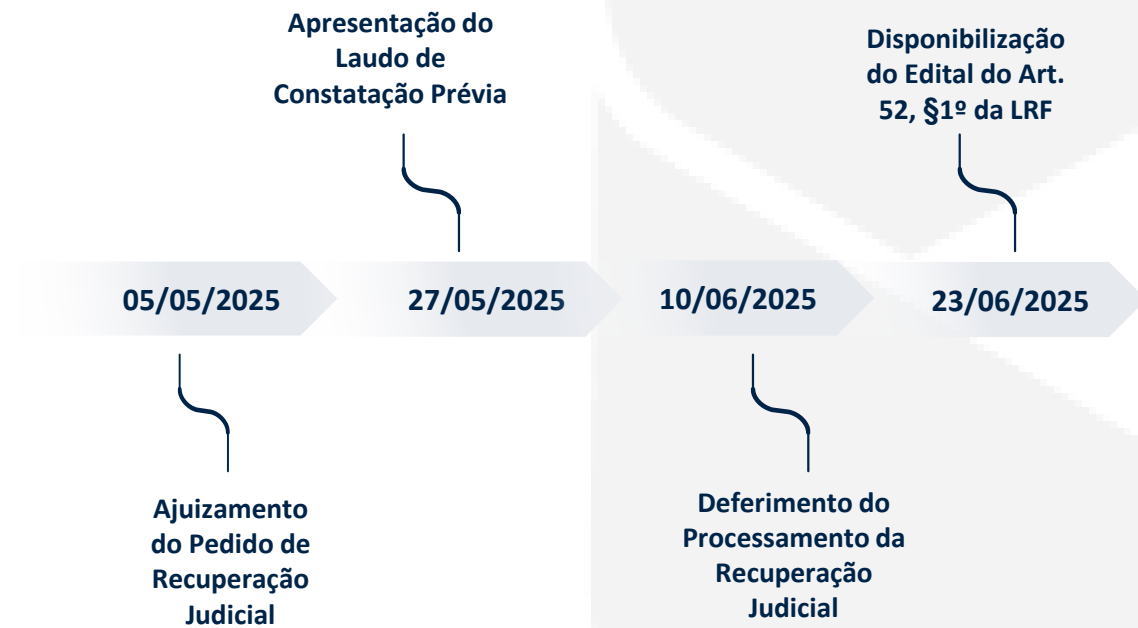 Apresentação do
Laudo de
Constatação Prévia
Disponibilização
do Edital do Art.
52, §1º da LRF
05/05/2025
27/05/2025
10/06/2025
23/06/2025
Ajuizamento
do Pedido de
Recuperação
Judicial
Deferimento do
Processamento da
Recuperação
Judicial